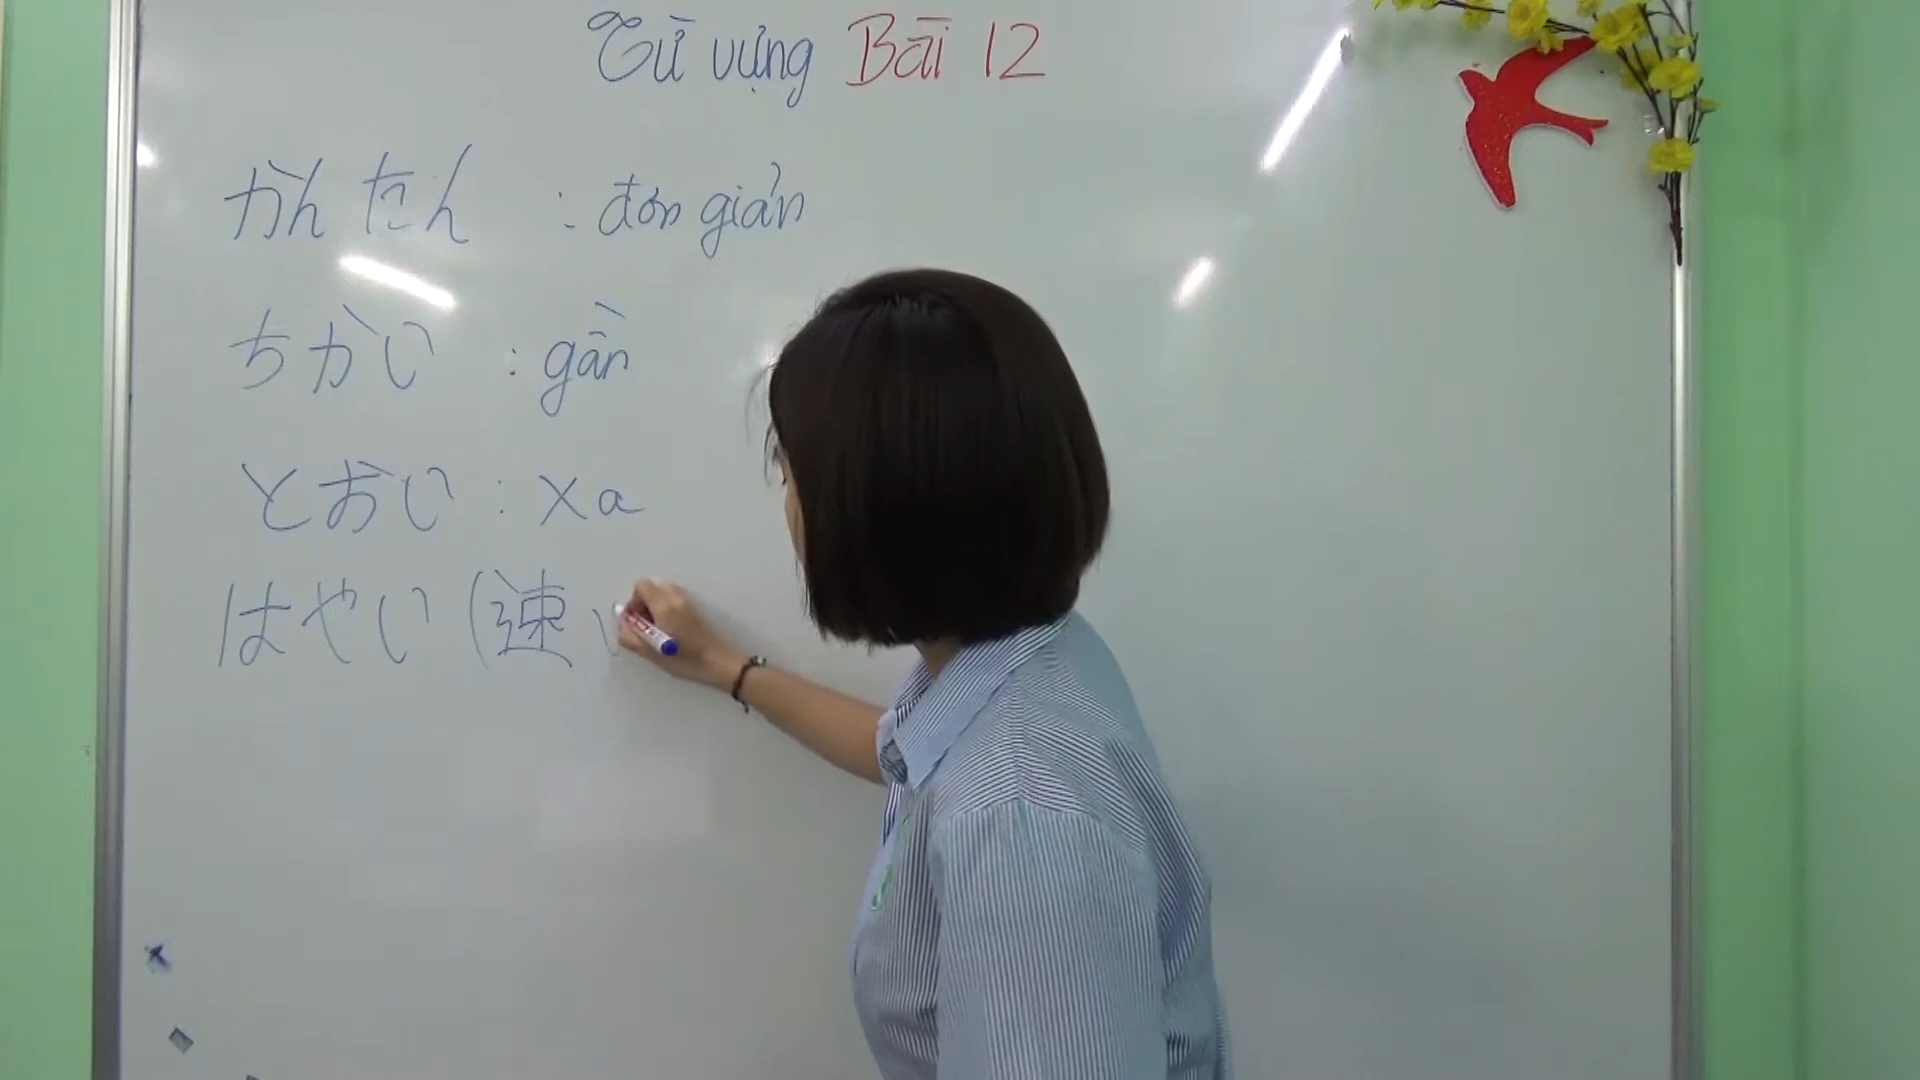 Từ vựng Bài 12
かんたん : đơn giản
ちかい : gần
とおい : xa
はやい (速い